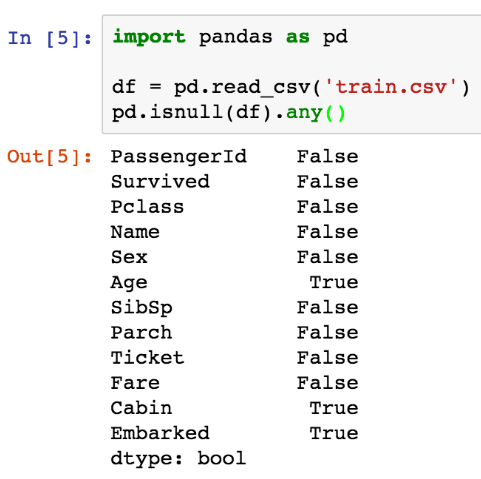 In [5]: import pandas as pd
df = pd.read_csv('train.csv')
pd.isnull(df).any()
Out[5]: PassengerId    False
Survived       False
Pclass         False
Name           False
Sex            False
Age             True
SibSp          False
Parch          False
Ticket         False
Fare           False
Cabin           True
Embarked        True
dtype: bool